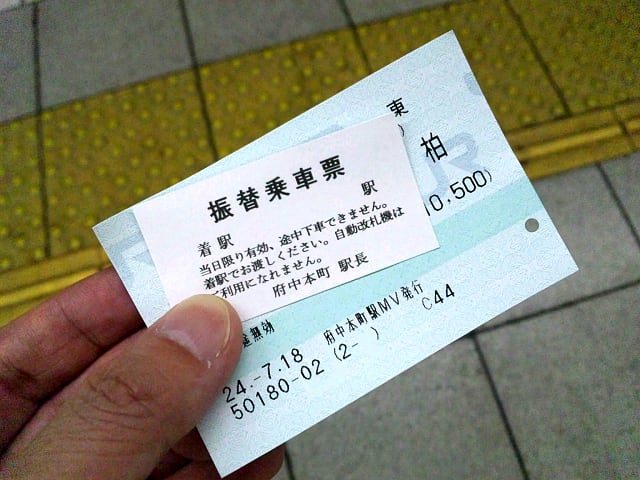 振替乗車票
駅
着駅
当日限り有効、途中下車できません。
着駅でお渡しください。自動改札機は
ご利用になれません。
府中本町 駅長
東
柏
10,500)
無効
24.-7.18 府中本町駅MV発行
50180-02 (2- ) C44